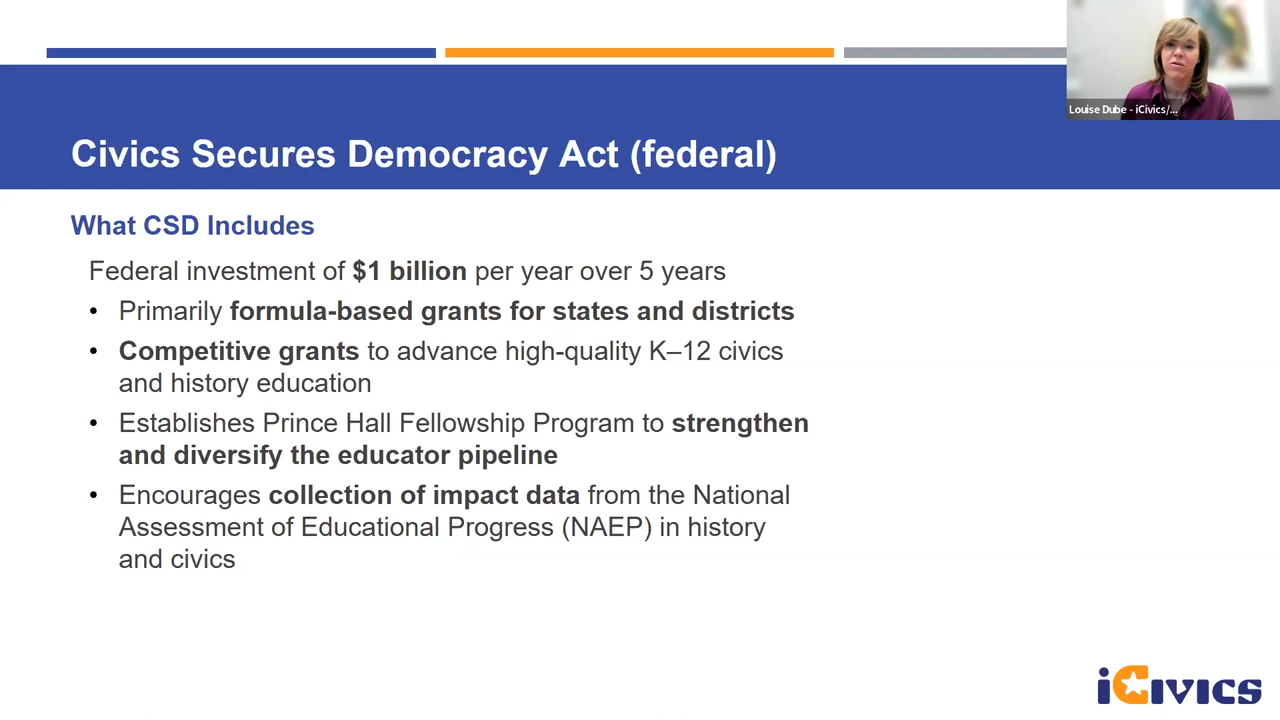 Louise Dube - iCivics/...
Civics Secures Democracy Act (federal)
What CSD Includes
Federal investment of $1 billion per year over 5 years
• Primarily formula-based grants for states and districts
• Competitive grants to advance high-quality K–12 civics
and history education
• Establishes Prince Hall Fellowship Program to strengthen
and diversify the educator pipeline
• Encourages collection of impact data from the National
Assessment of Educational Progress (NAEP) in history
and civics
iCivics